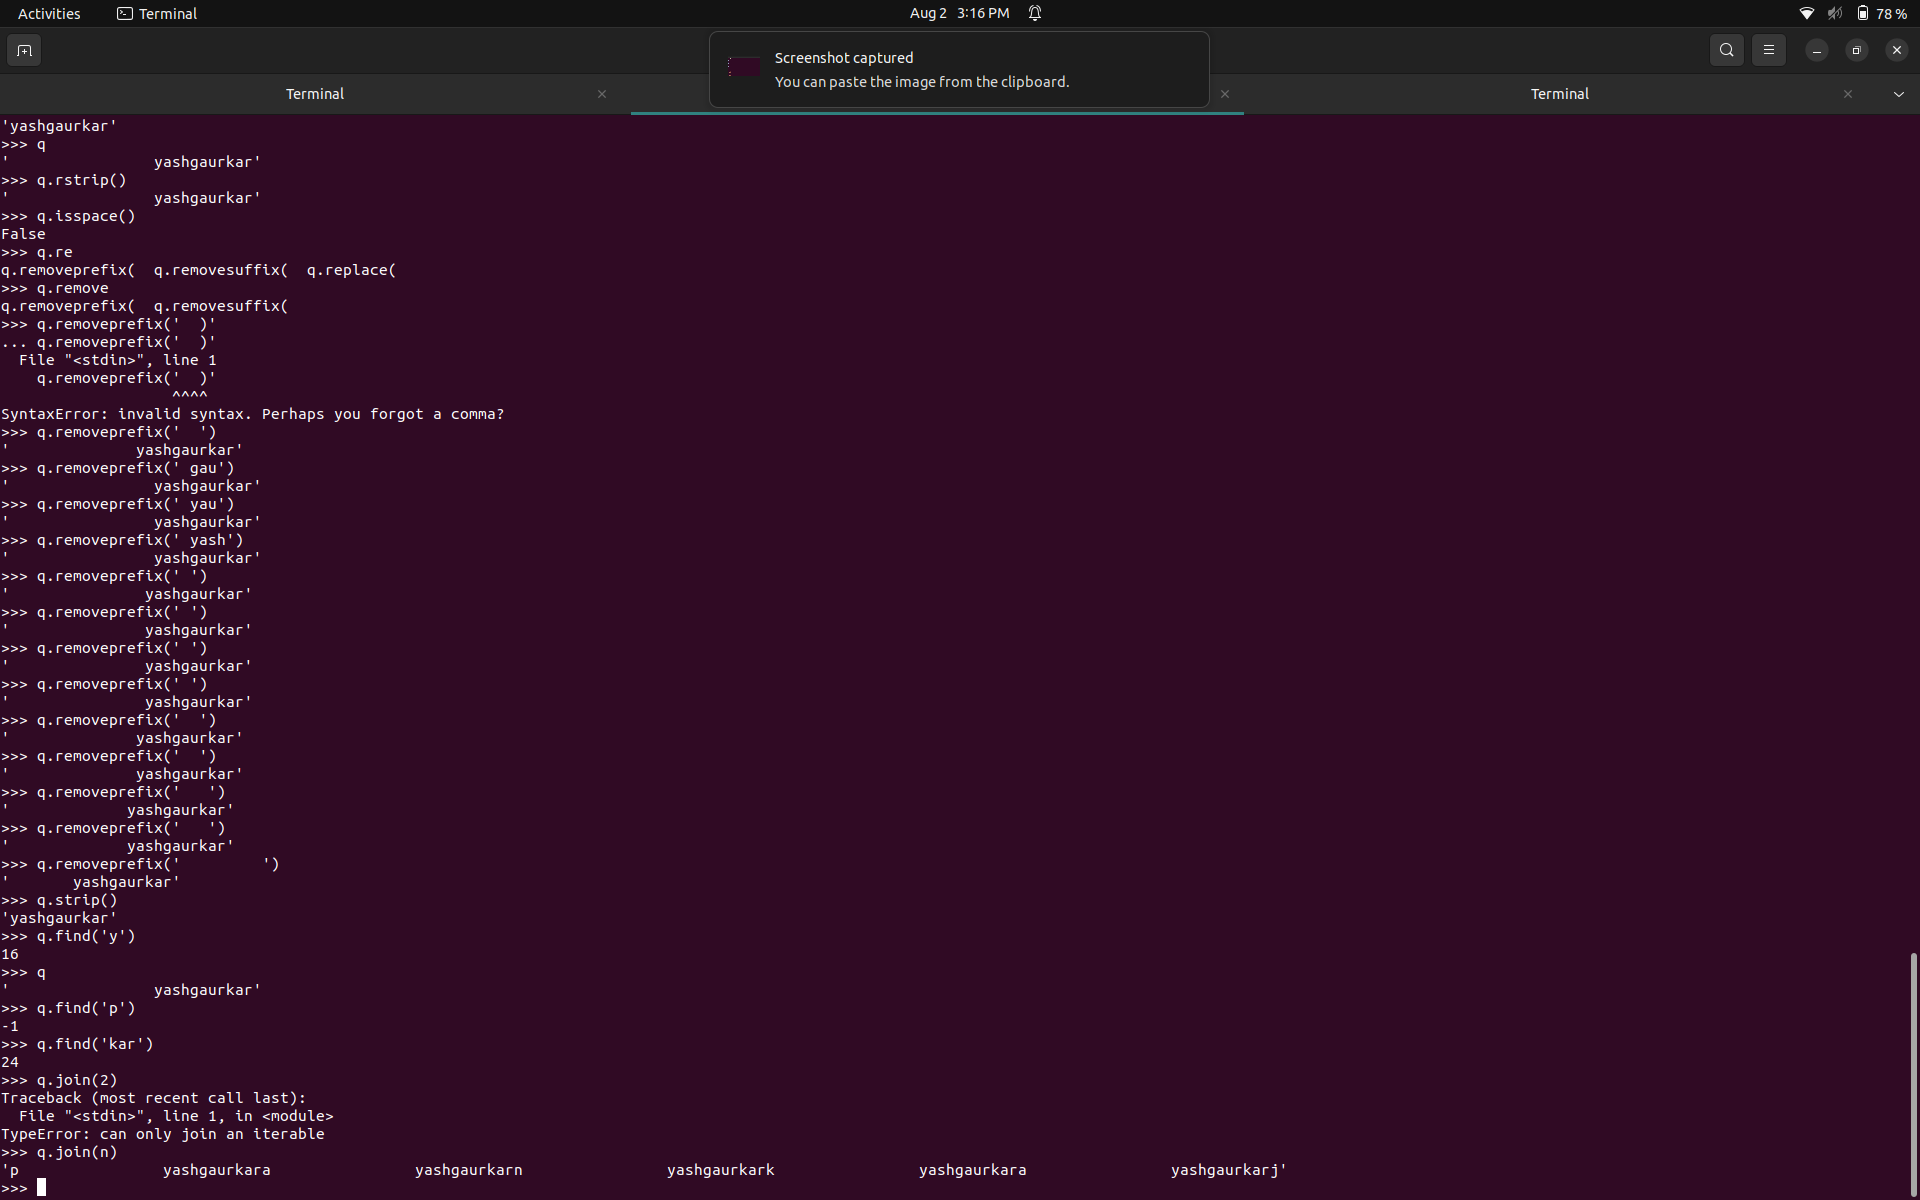 Activities Terminal Aug 2 3:16 PM 78 %
Screenshot captured
You can paste the image from the clipboard.
Terminal Terminal
'yashgaurkar'
>>> q
'                yashgaurkar'
>>> q.rstrip()
'                yashgaurkar'
>>> q.isspace()
False
>>> q.re
q.removeprefix(  q.removesuffix(  q.replace(
>>> q.remove
q.removeprefix(  q.removesuffix(
>>> q.removeprefix('  )'
... q.removeprefix('  )'
  File "<stdin>", line 1
    q.removeprefix('  )'
                   ^^^^
SyntaxError: invalid syntax. Perhaps you forgot a comma?
>>> q.removeprefix('  ')
'              yashgaurkar'
>>> q.removeprefix(' gau')
'                yashgaurkar'
>>> q.removeprefix(' yau')
'                yashgaurkar'
>>> q.removeprefix(' yash')
'                yashgaurkar'
>>> q.removeprefix(' ')
'               yashgaurkar'
>>> q.removeprefix(' ')
'               yashgaurkar'
>>> q.removeprefix(' ')
'               yashgaurkar'
>>> q.removeprefix(' ')
'               yashgaurkar'
>>> q.removeprefix('  ')
'              yashgaurkar'
>>> q.removeprefix('  ')
'              yashgaurkar'
>>> q.removeprefix('   ')
'             yashgaurkar'
>>> q.removeprefix('   ')
'             yashgaurkar'
>>> q.removeprefix('         ')
'       yashgaurkar'
>>> q.strip()
'yashgaurkar'
>>> q.find('y')
16
>>> q
'                yashgaurkar'
>>> q.find('p')
-1
>>> q.find('kar')
24
>>> q.join(2)
Traceback (most recent call last):
  File "<stdin>", line 1, in <module>
TypeError: can only join an iterable
>>> q.join(n)
'p                yashgaurkara                yashgaurkarn                yashgaurkark                yashgaurkara                yashgaurkarj'
>>>